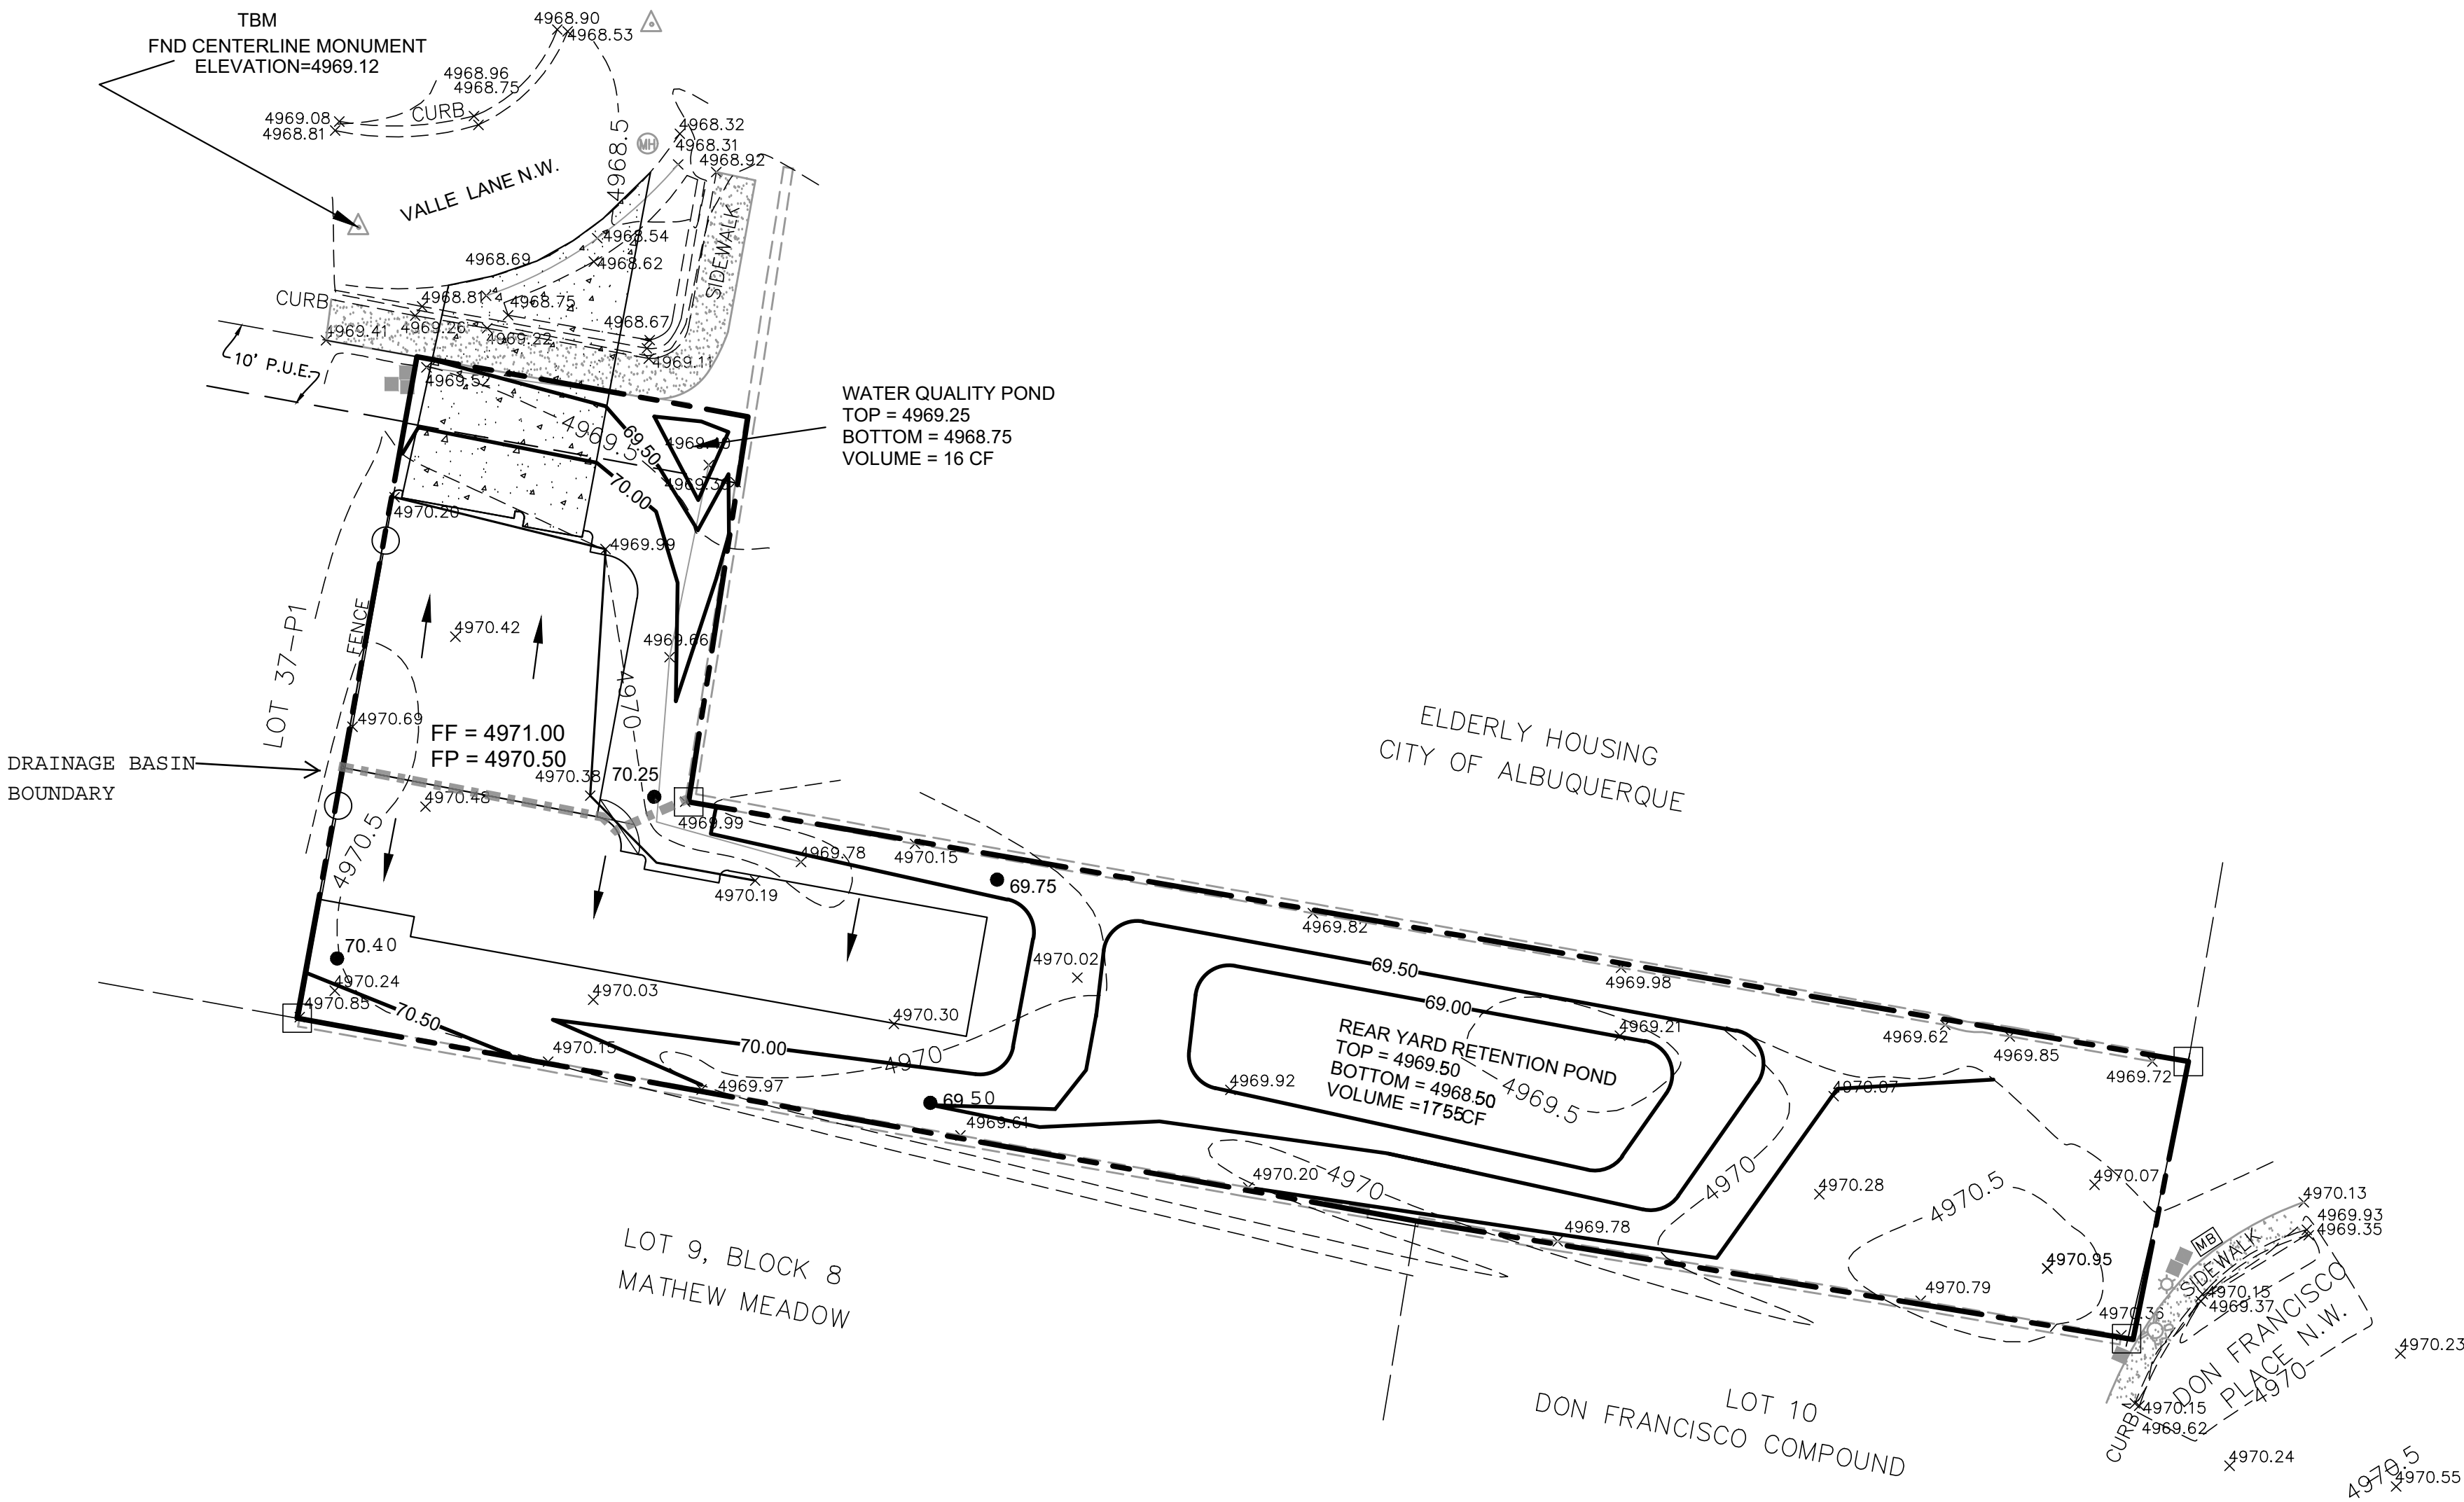 TBM
FND CENTERLINE MONUMENT
ELEVATION=4969.12
4968.90
4968.53
4968.96
4968.75
CURB
4969.08
4968.81
4968.5
MH
4968.32
4968.31
4968.92
VALLE LANE N.W.
SIDEWALK
4968.54
4968.69
4968.62
CURB
4968.81
4968.75
4968.67
4969.41
4969.26
4969.22
4969.11
10' P.U.E.
4969.52
WATER QUALITY POND
TOP = 4969.25
BOTTOM = 4968.75
VOLUME = 16 CF
4969.5
69.50
70.00
4970.20
4969.99
FENCE
LOT 37-P1
4970.42
4969.66
4970
4970.69
FF = 4971.00
FP = 4970.50
DRAINAGE BASIN
BOUNDARY
4970.38
70.25
4970.48
4969.99
4970.5
4969.78
4970.15
4970.19
69.75
ELDERLY HOUSING
CITY OF ALBUQUERQUE
4969.82
70.40
4970.24
4970.85
70.50
4970.03
4970.02
4970.30
69.50
4969.98
69.00
4969.21
4969.62
4969.85
4969.72
4970.15
70.00
4970
4969.97
69.50
4969.61
4969.92
REAR YARD RETENTION POND
TOP = 4969.50
BOTTOM = 4968.50
VOLUME =1755 CF
4969.5
4970.07
4970.20
4970
4970
4969.78
4970.28
4970.5
4970.07
4970.95
4970.79
4970.36
4970.13
4969.93
4969.35
MB
SIDEWALK
4970.15
4969.37
DON FRANCISCO
PLACE N.W.
4970
4970.23
CURB
4970.15
4969.62
4970.24
4970.5
4970.55
LOT 9, BLOCK 8
MATHEW MEADOW
LOT 10
DON FRANCISCO COMPOUND